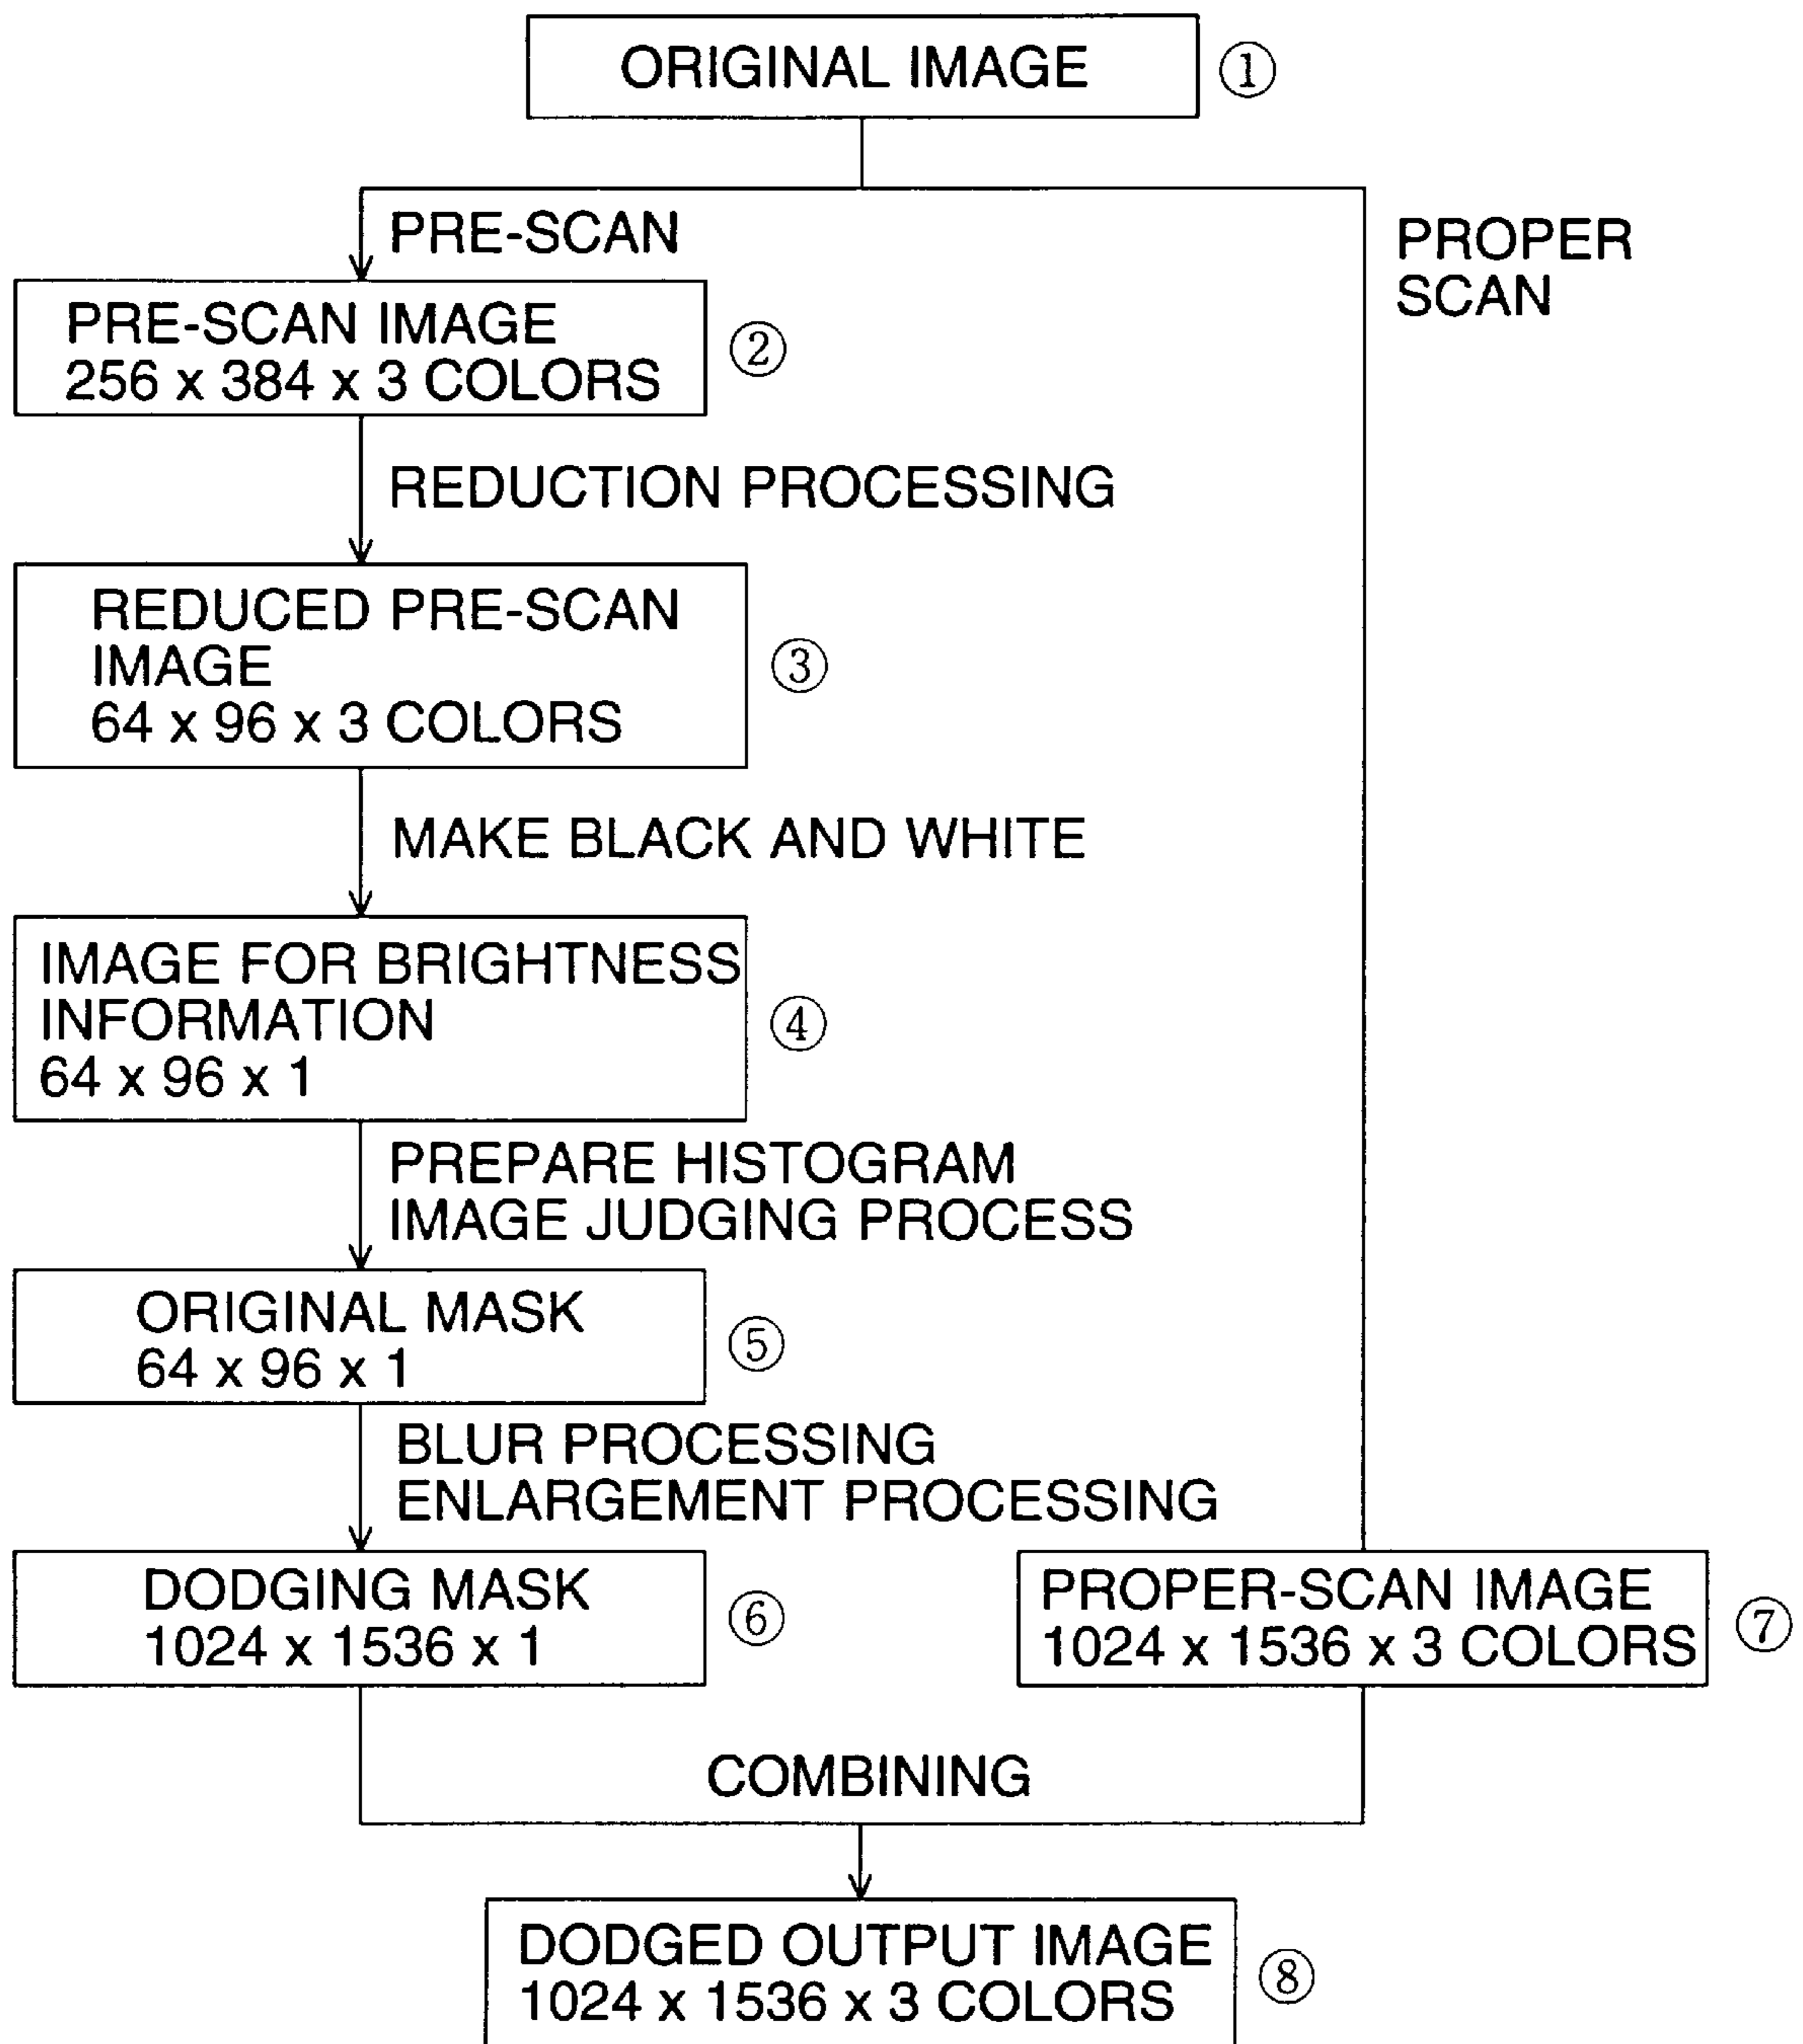 ORIGINAL IMAGE ①
PRE-SCAN
PROPER
SCAN
PRE-SCAN IMAGE
256 x 384 x 3 COLORS
②
REDUCTION PROCESSING
REDUCED PRE-SCAN
IMAGE
64 x 96 x 3 COLORS
③
MAKE BLACK AND WHITE
IMAGE FOR BRIGHTNESS
INFORMATION
64 x 96 x 1
④
PREPARE HISTOGRAM
IMAGE JUDGING PROCESS
ORIGINAL MASK
64 x 96 x 1
⑤
BLUR PROCESSING
ENLARGEMENT PROCESSING
DODGING MASK
1024 x 1536 x 1
⑥
PROPER-SCAN IMAGE
1024 x 1536 x 3 COLORS
⑦
COMBINING
DODGED OUTPUT IMAGE
1024 x 1536 x 3 COLORS
⑧